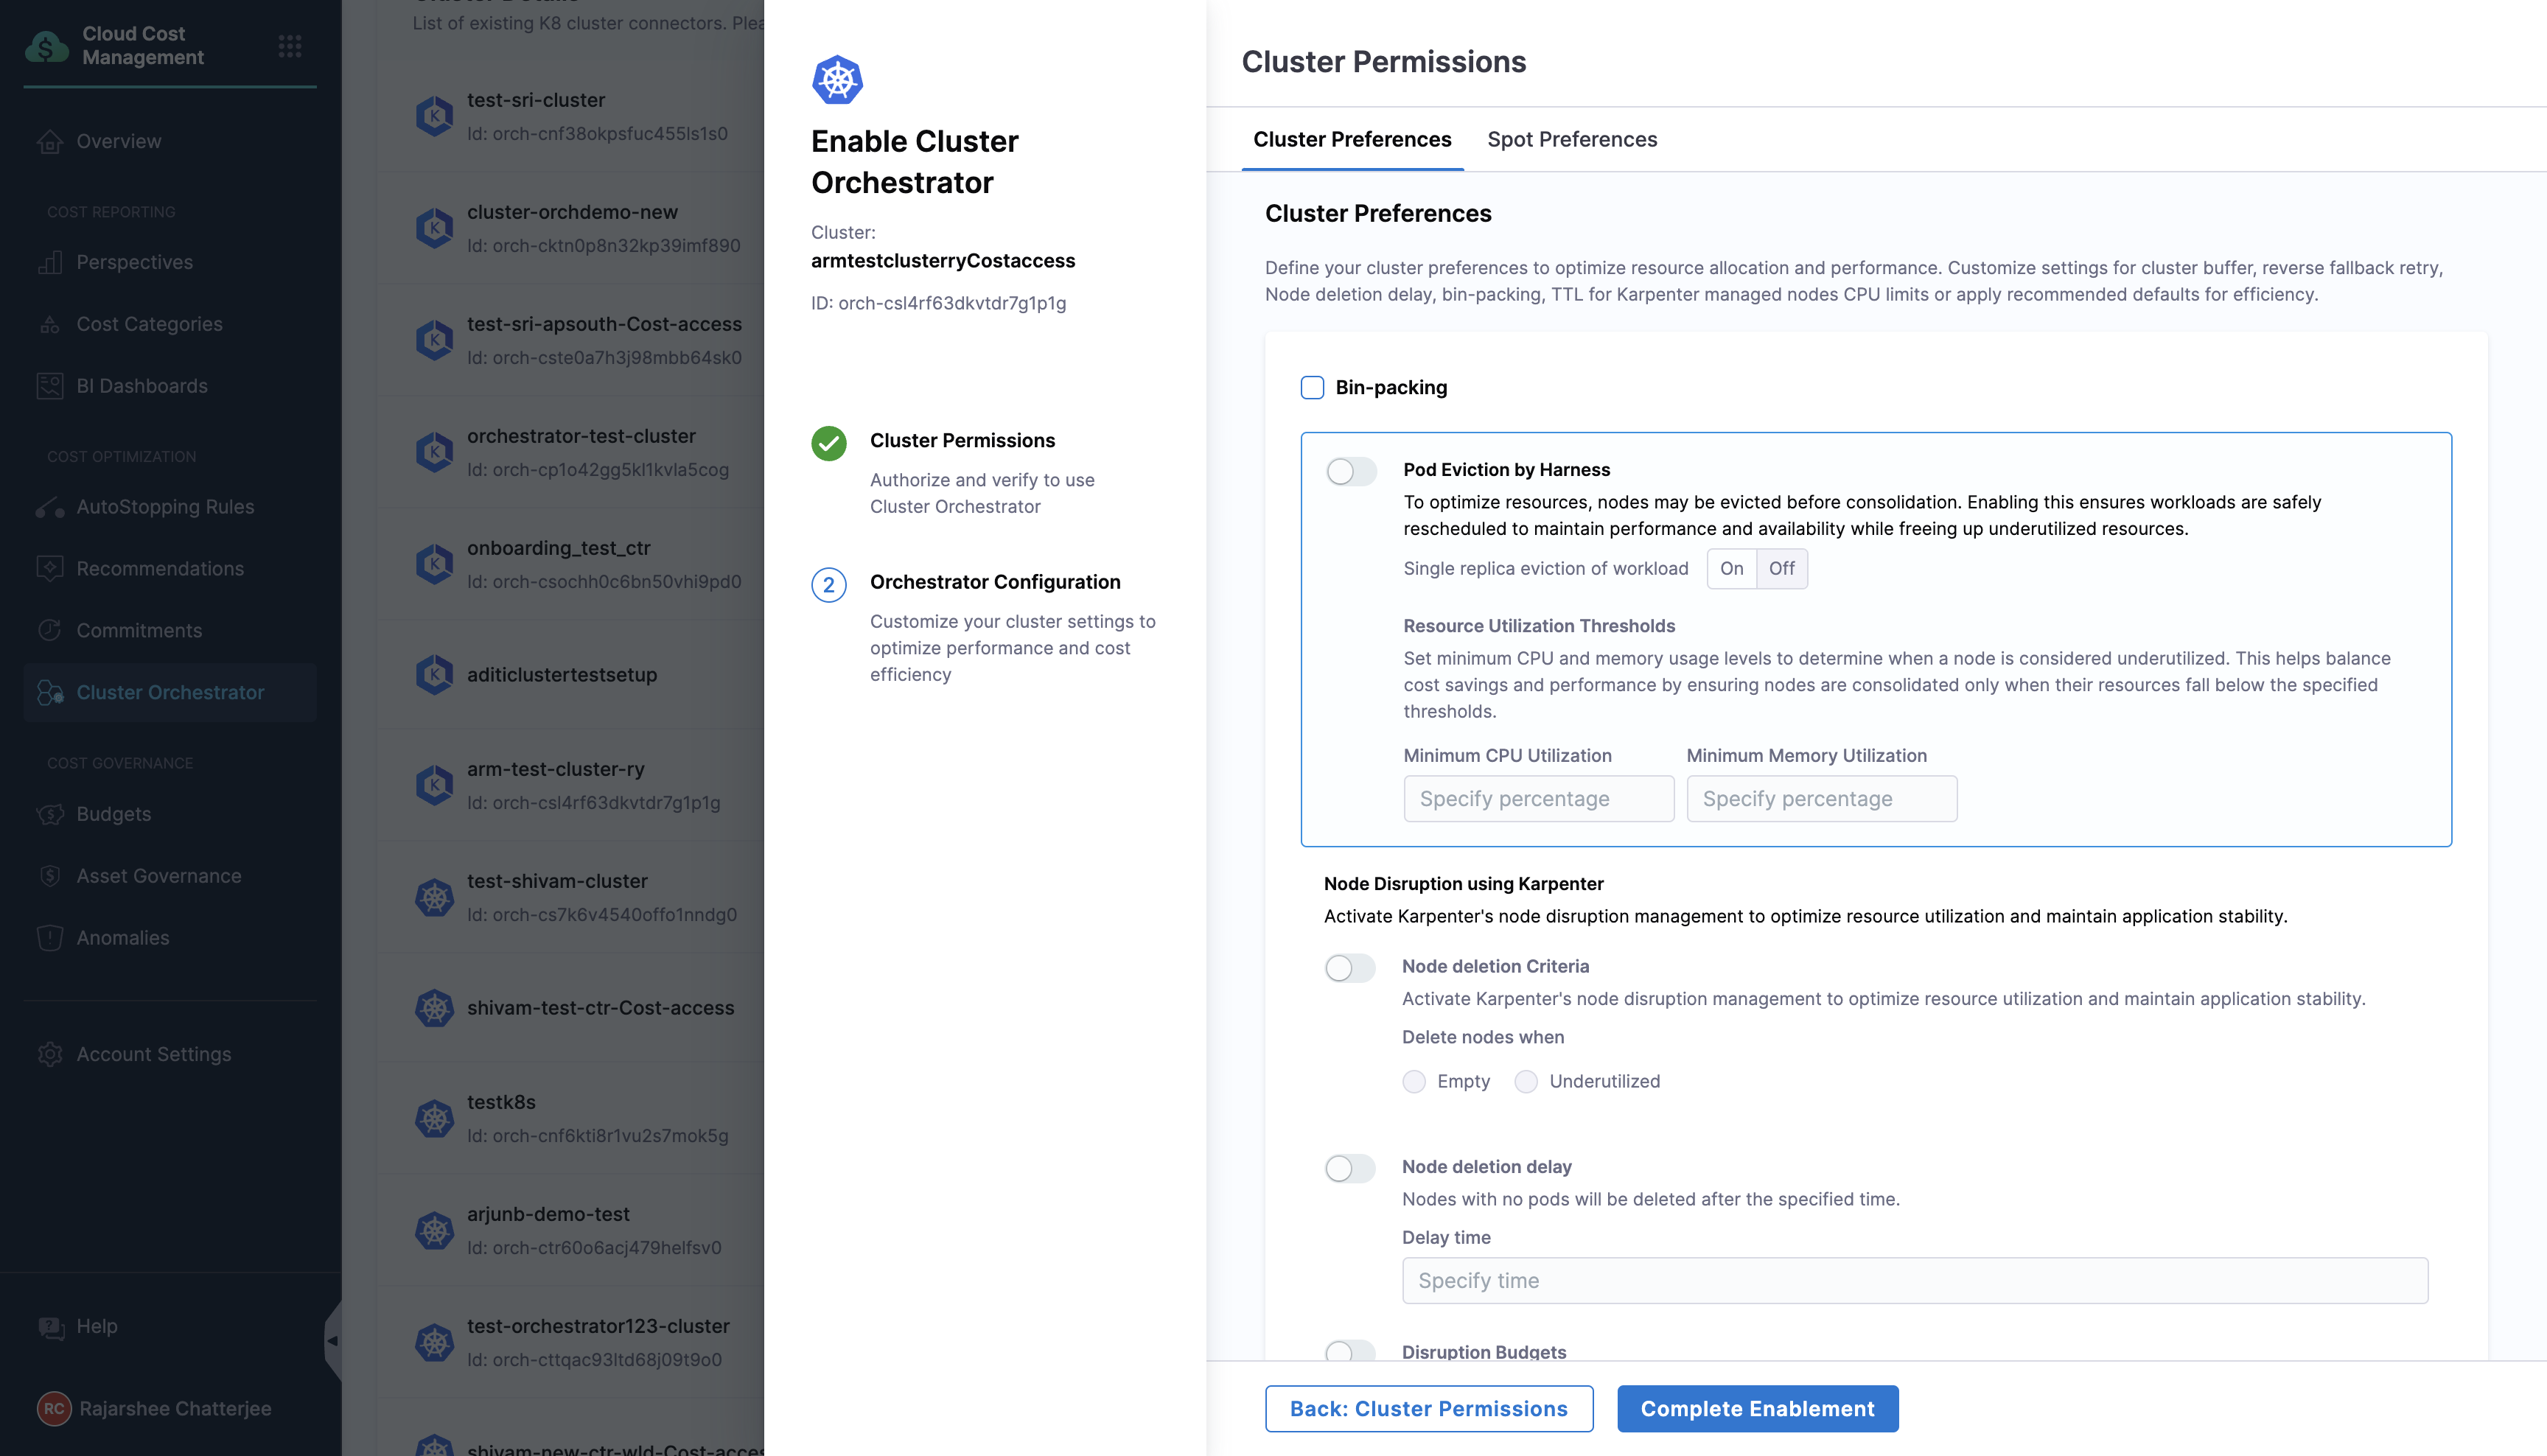 Cloud Cost
Management
Overview
COST REPORTING
Perspectives
Cost Categories
BI Dashboards
COST OPTIMIZATION
AutoStopping Rules
Recommendations
Commitments
Cluster Orchestrator
COST GOVERNANCE
Budgets
Asset Governance
Anomalies
Account Settings
Help
RC Rajarshee Chatterjee
List of existing K8 cluster connectors. Plea
test-sri-cluster
Id: orch-cnf38okpsfuc455ls1s0
cluster-orchdemo-new
Id: orch-cktn0p8n32kp39imf890
test-sri-apsouth-Cost-access
Id: orch-cste0a7h3j98mbb64sk0
orchestrator-test-cluster
Id: orch-cp1o42gg5kl1kvla5cog
onboarding_test_ctr
Id: orch-csochh0c6bn50vhi9pd0
aditiclustertestsetup
arm-test-cluster-ry
Id: orch-csl4rf63dkvtdr7g1p1g
test-shivam-cluster
Id: orch-cs7k6v4540offo1nndg0
shivam-test-ctr-Cost-access
testk8s
Id: orch-cnf6kti8r1vu2s7mok5g
arjunb-demo-test
Id: orch-ctr60o6acj479helfsv0
test-orchestrator123-cluster
Id: orch-cttqac93ltd68j09t9o0
shivam-new-ctr-wld-Cost-acces
Enable Cluster
Orchestrator
Cluster:
armtestclusterryCostaccess
ID: orch-csl4rf63dkvtdr7g1p1g
Cluster Permissions
Authorize and verify to use
Cluster Orchestrator
2 Orchestrator Configuration
Customize your cluster settings to
optimize performance and cost
efficiency
Cluster Permissions
Cluster Preferences Spot Preferences
Cluster Preferences
Define your cluster preferences to optimize resource allocation and performance. Customize settings for cluster buffer, reverse fallback retry,
Node deletion delay, bin-packing, TTL for Karpenter managed nodes CPU limits or apply recommended defaults for efficiency.
Bin-packing
Pod Eviction by Harness
To optimize resources, nodes may be evicted before consolidation. Enabling this ensures workloads are safely
rescheduled to maintain performance and availability while freeing up underutilized resources.
Single replica eviction of workload On Off
Resource Utilization Thresholds
Set minimum CPU and memory usage levels to determine when a node is considered underutilized. This helps balance
cost savings and performance by ensuring nodes are consolidated only when their resources fall below the specified
thresholds.
Minimum CPU Utilization Minimum Memory Utilization
Specify percentage Specify percentage
Node Disruption using Karpenter
Activate Karpenter's node disruption management to optimize resource utilization and maintain application stability.
Node deletion Criteria
Activate Karpenter's node disruption management to optimize resource utilization and maintain application stability.
Delete nodes when
Empty Underutilized
Node deletion delay
Nodes with no pods will be deleted after the specified time.
Delay time
Specify time
Disruption Budgets
Back: Cluster Permissions Complete Enablement